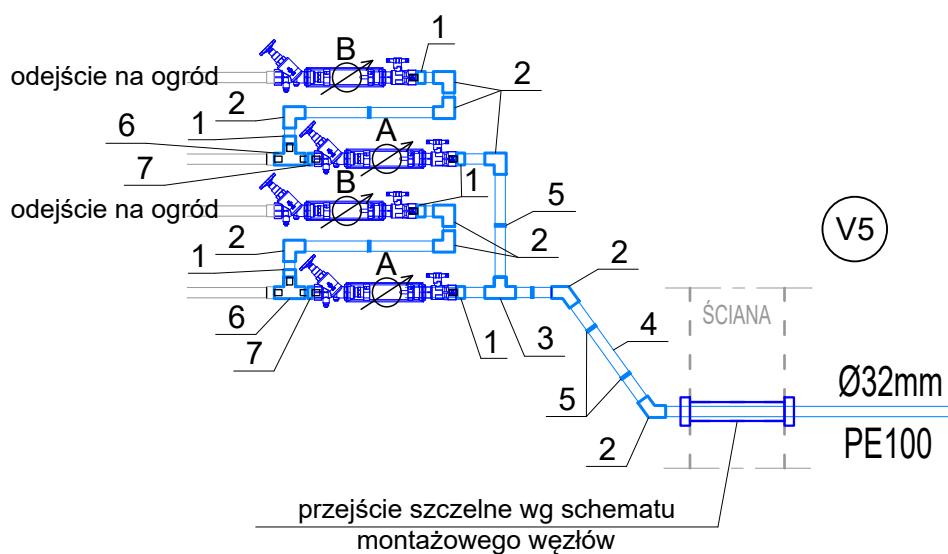 1
B
odejście na ogród
2
2
1
6
A
7
1
B
5
odejście na ogród
V5
2
2
1
A
2
6
7
1
3
4
5
ŚCIANA
Ø32mm
2
PE100
przejście szczelne wg schematu
montażowego węzłów